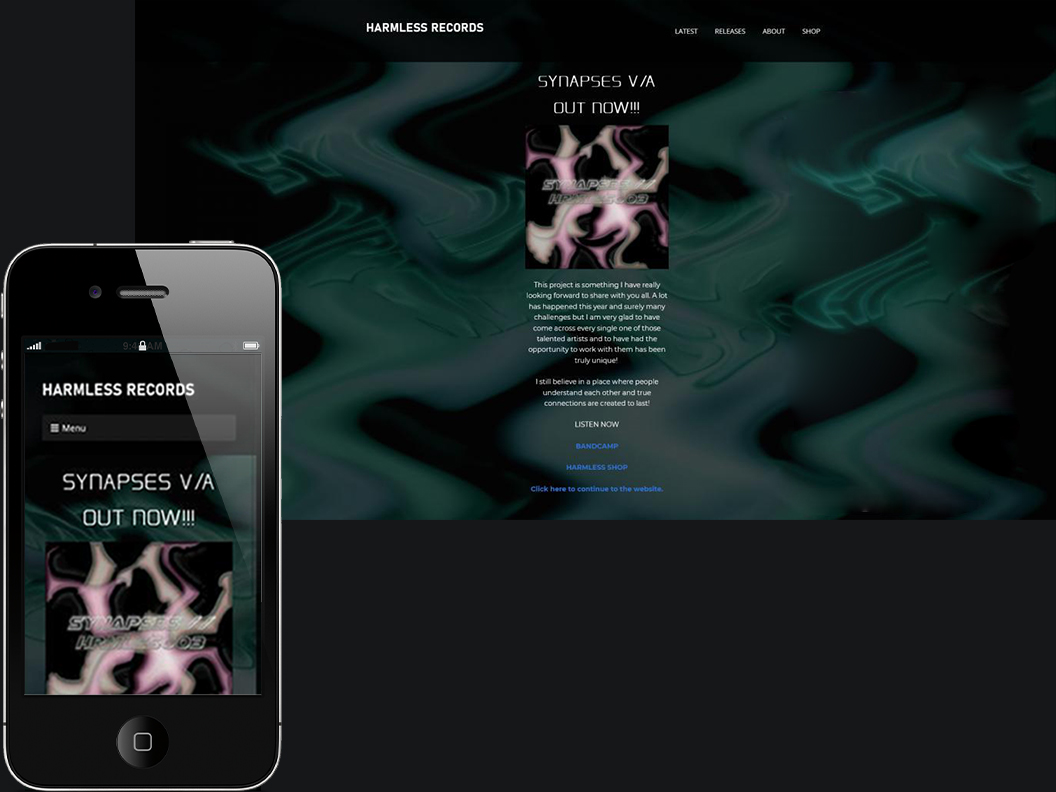 HARMLESS RECORDS
LATEST RELEASES ABOUT SHOP
SYNAPSES V/A
OUT NOW!!!
SYNAPSES //
This project is something I have really
looking forward to share with you all. A lot
has happened this year and surely many
challenges but I am very glad to have
come across every single one of those
talented artists and to have had the
opportunity to work with them has been
truly unique!
I still believe in a place where people
understand each other and true
connections are created to last!
LISTEN NOW
BANDCAMP
HARMLESS SHOP
Click here to continue to the website.
AM
HARMLESS RECORDS
Menu
SYNAPSES V/A
OUT NOW!!!
SYNAPSES //